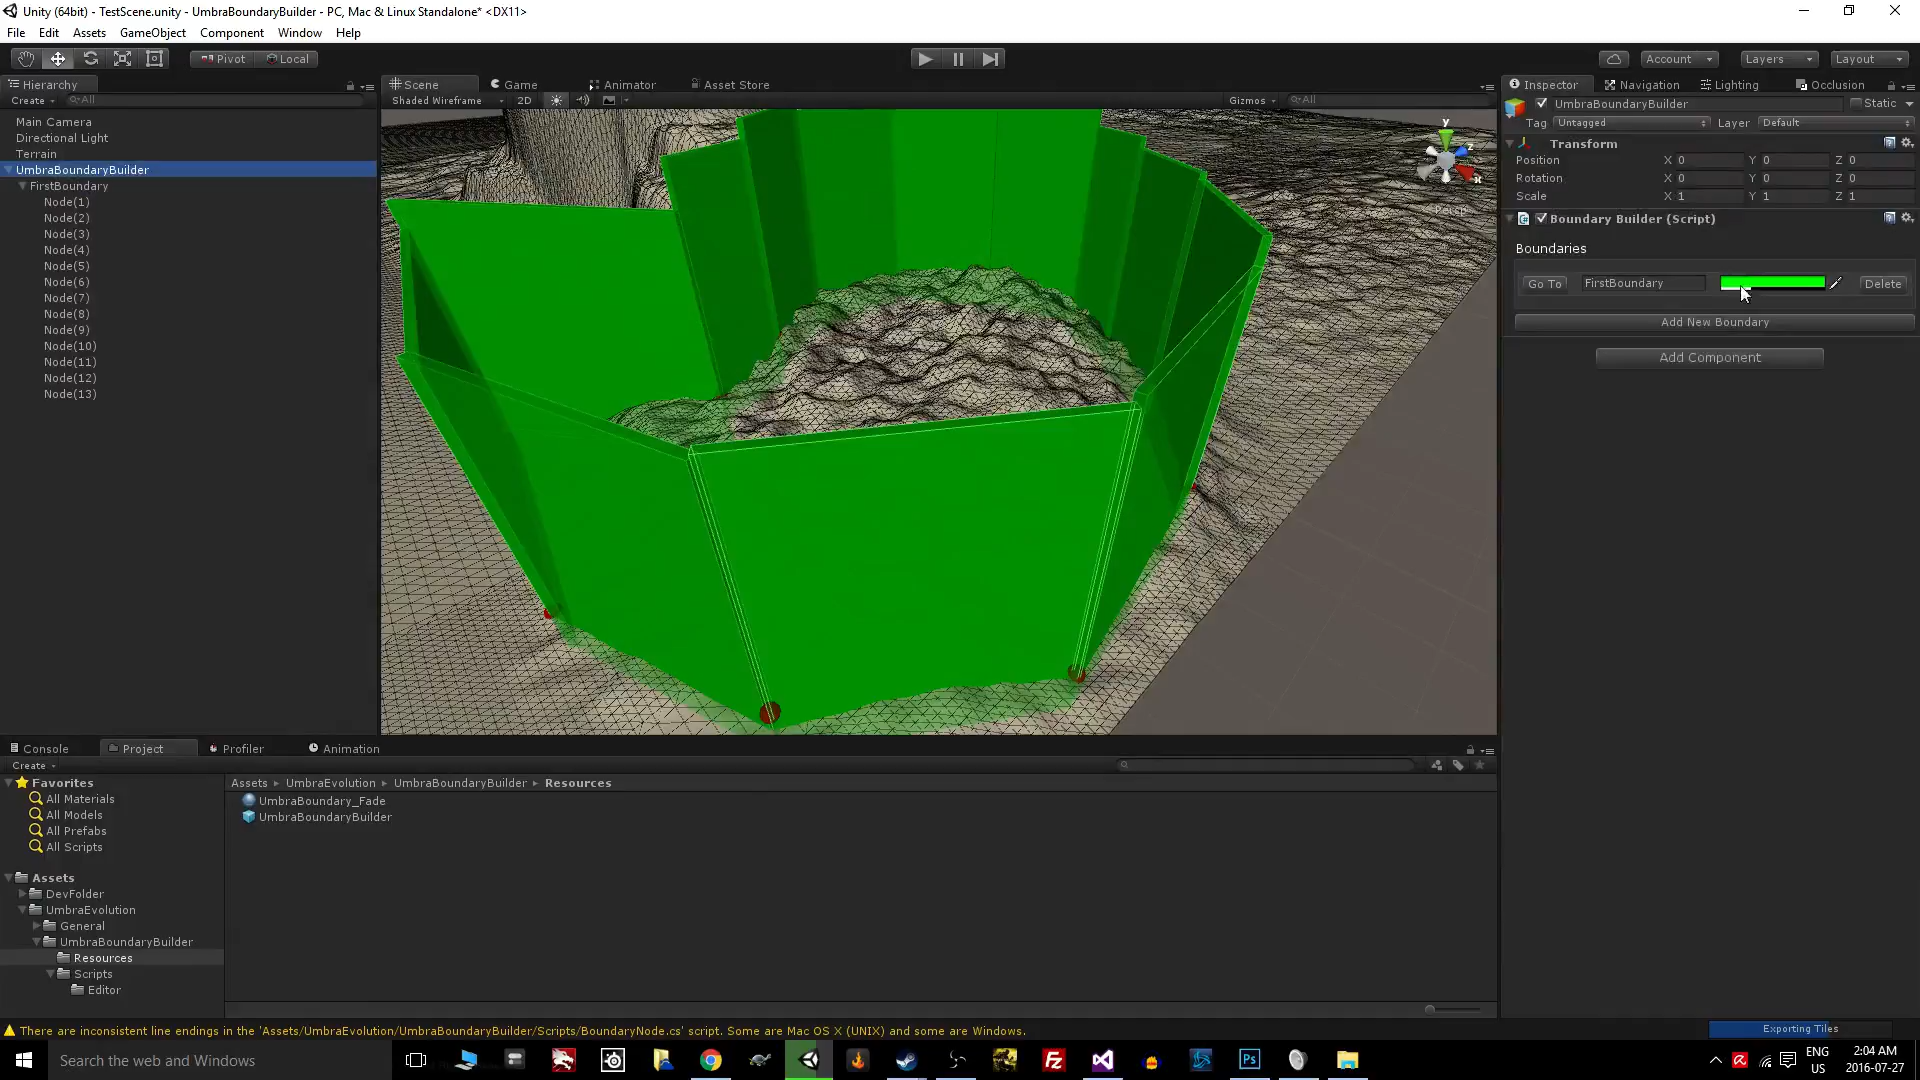 Unity (64bit) - TestScene.unity - UmbraBoundaryBuilder - PC, Mac & Linux Standalone* <DX11>
File Edit Assets GameObject Component Window Help
Pivot Local Account Layers Layout
Hierarchy
Create All
Main Camera
Directional Light
Terrain
UmbraBoundaryBuilder
FirstBoundary
Node(1)
Node(2)
Node(3)
Node(4)
Node(5)
Node(6)
Node(7)
Node(8)
Node(9)
Node(10)
Node(11)
Node(12)
Node(13)
Scene Game Animator Asset Store
Shaded Wireframe 2D Gizmos All
y
z
x
Persp
Inspector Navigation Lighting Occlusion
UmbraBoundaryBuilder Static
Tag Untagged Layer Default
Transform
Position X 0 Y 0 Z 0
Rotation X 0 Y 0 Z 0
Scale X 1 Y 1 Z 1
Boundary Builder (Script)
Boundaries
Go To FirstBoundary Delete
Add New Boundary
Add Component
Console Project Profiler Animation
Create
Favorites
All Materials
All Models
All Prefabs
All Scripts
Assets
DevFolder
UmbraEvolution
General
UmbraBoundaryBuilder
Resources
Scripts
Editor
Assets UmbraEvolution UmbraBoundaryBuilder Resources
UmbraBoundary_Fade
UmbraBoundaryBuilder
There are inconsistent line endings in the 'Assets/UmbraEvolution/UmbraBoundaryBuilder/Scripts/BoundaryNode.cs' script. Some are Mac OS X (UNIX) and some are Windows.
Exporting Tiles
Search the web and Windows
ENG
US
2:04 AM
2016-07-27